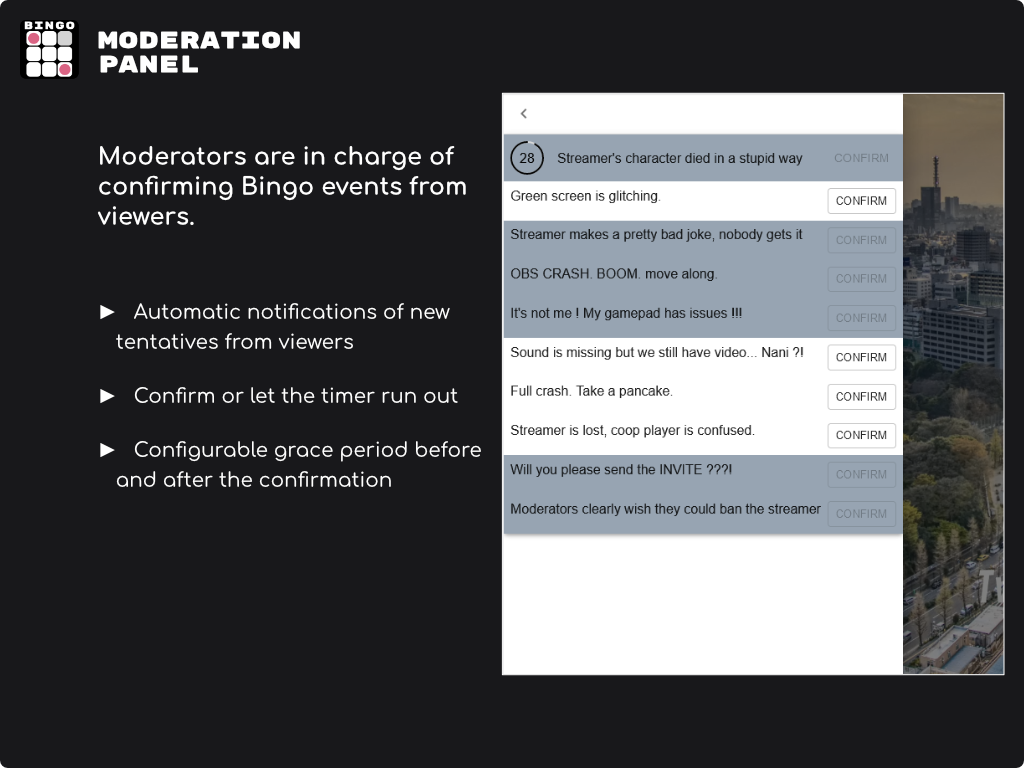 BINGO
MODERATION
PANEL
Moderators are in charge of
confirming Bingo events from
viewers.
► Automatic notifications of new
tentatives from viewers
► Confirm or let the timer run out
► Configurable grace period before
and after the confirmation
28 Streamer's character died in a stupid way CONFIRM
Green screen is glitching. CONFIRM
Streamer makes a pretty bad joke, nobody gets it CONFIRM
OBS CRASH. BOOM. move along. CONFIRM
It's not me ! My gamepad has issues !!! CONFIRM
Sound is missing but we still have video... Nani ?! CONFIRM
Full crash. Take a pancake. CONFIRM
Streamer is lost, coop player is confused. CONFIRM
Will you please send the INVITE ???! CONFIRM
Moderators clearly wish they could ban the streamer CONFIRM